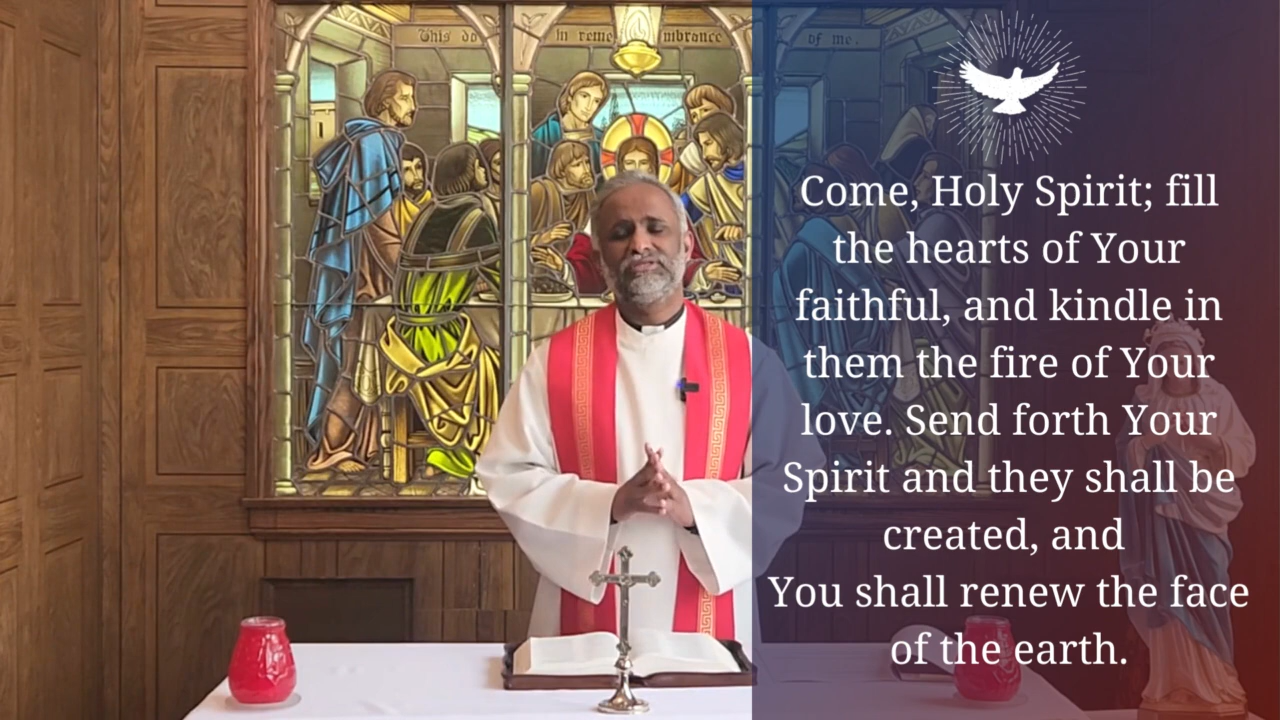 This do in reme mbrance of me.
Come, Holy Spirit; fill
the hearts of Your
faithful, and kindle in
them the fire of Your
love. Send forth Your
Spirit and they shall be
created, and
You shall renew the face
of the earth.